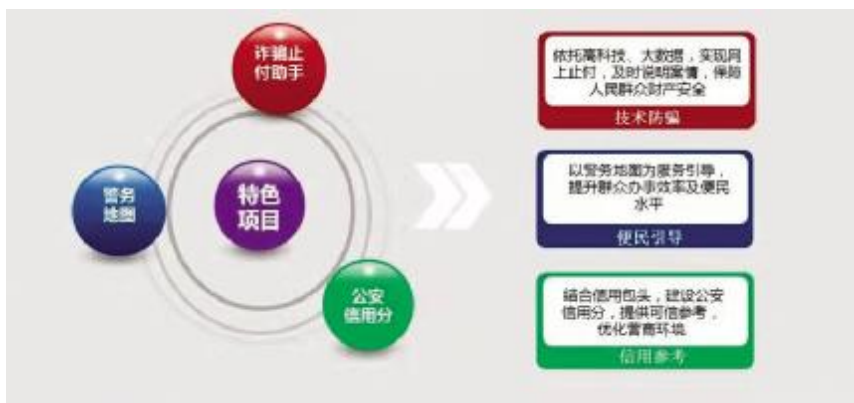 诈骗止
付助手
警务
地图
特色
项目
公安
信用分
依托高科技、大数据，实现网
上止付，及时说明案情，保障
人民群众财产安全
技术防骗
以警务地图为服务引导，
提升群众办事效率及便民
水平
便民引导
结合信用包头，建设公安
信用分，提供可信参考，
优化营商环境
信用参考